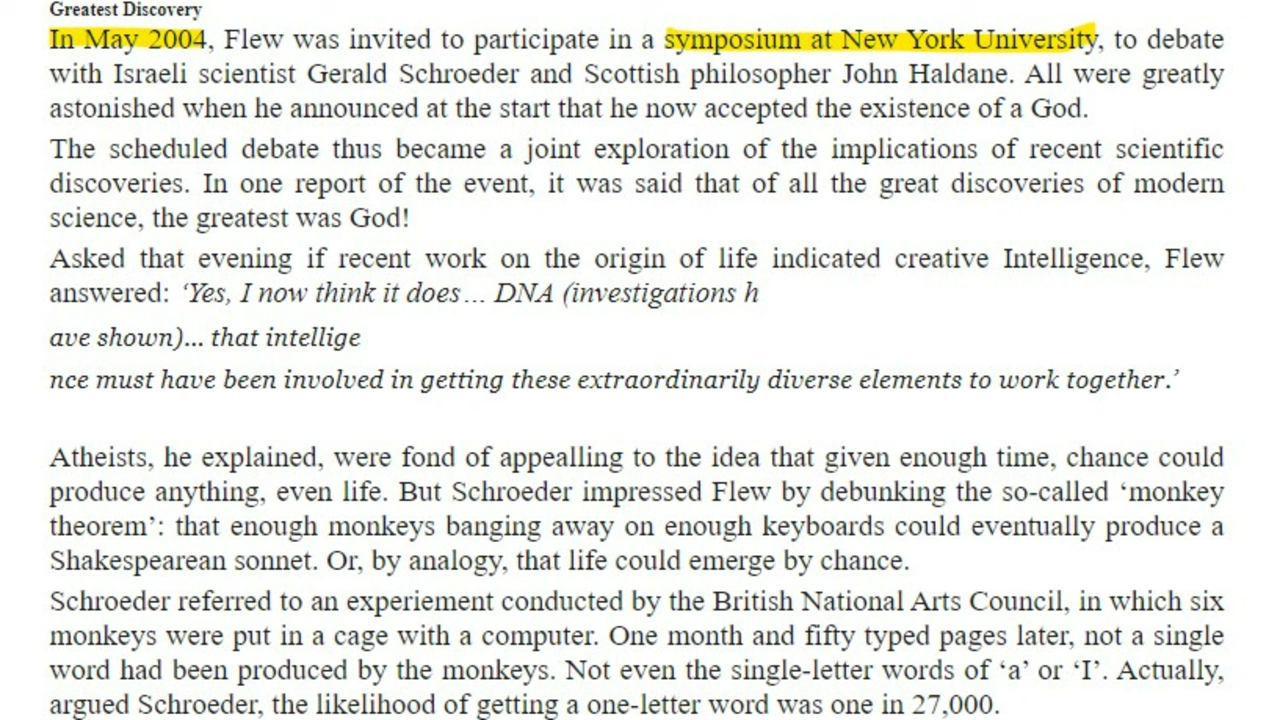 Greatest Discovery
In May 2004, Flew was invited to participate in a symposium at New York University, to debate
with Israeli scientist Gerald Schroeder and Scottish philosopher John Haldane. All were greatly
astonished when he announced at the start that he now accepted the existence of a God.
The scheduled debate thus became a joint exploration of the implications of recent scientific
discoveries. In one report of the event, it was said that of all the great discoveries of modern
science, the greatest was God!
Asked that evening if recent work on the origin of life indicated creative Intelligence, Flew
answered: ‘Yes, I now think it does… DNA (investigations h
ave shown)... that intellige
nce must have been involved in getting these extraordinarily diverse elements to work together.’
Atheists, he explained, were fond of appealling to the idea that given enough time, chance could
produce anything, even life. But Schroeder impressed Flew by debunking the so-called ‘monkey
theorem’: that enough monkeys banging away on enough keyboards could eventually produce a
Shakespearean sonnet. Or, by analogy, that life could emerge by chance.
Schroeder referred to an experiement conducted by the British National Arts Council, in which six
monkeys were put in a cage with a computer. One month and fifty typed pages later, not a single
word had been produced by the monkeys. Not even the single-letter words of ‘a’ or ‘I’. Actually,
argued Schroeder, the likelihood of getting a one-letter word was one in 27,000.